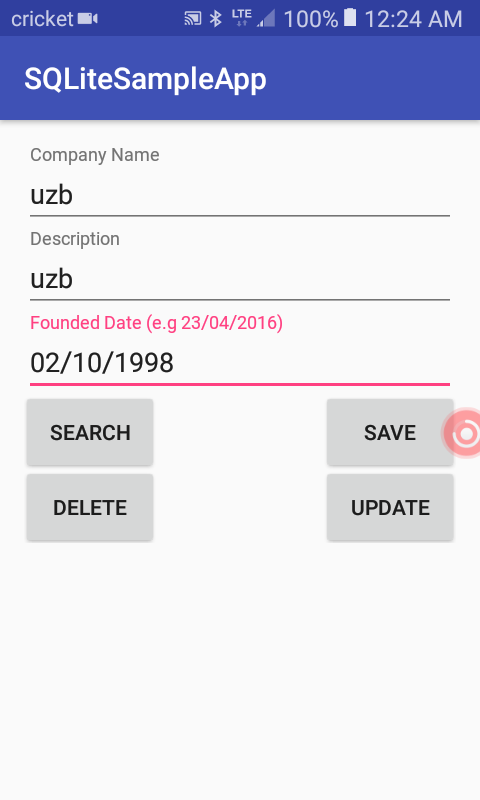 cricket LTE 100% 12:24 AM
SQLiteSampleApp
Company Name
uzb
Description
uzb
Founded Date (e.g 23/04/2016)
02/10/1998
SEARCH SAVE
DELETE UPDATE